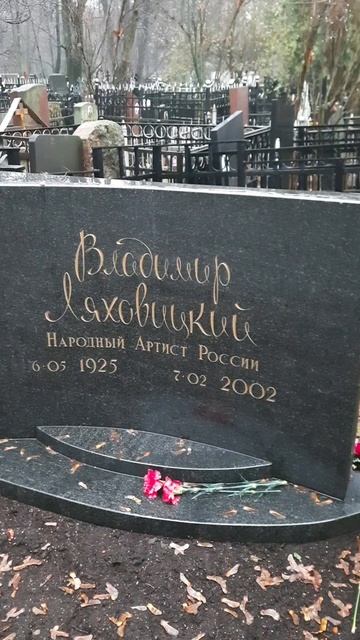 Владимир
Ляховицкий
Народный Артист России
6·05 1925 7·02 2002